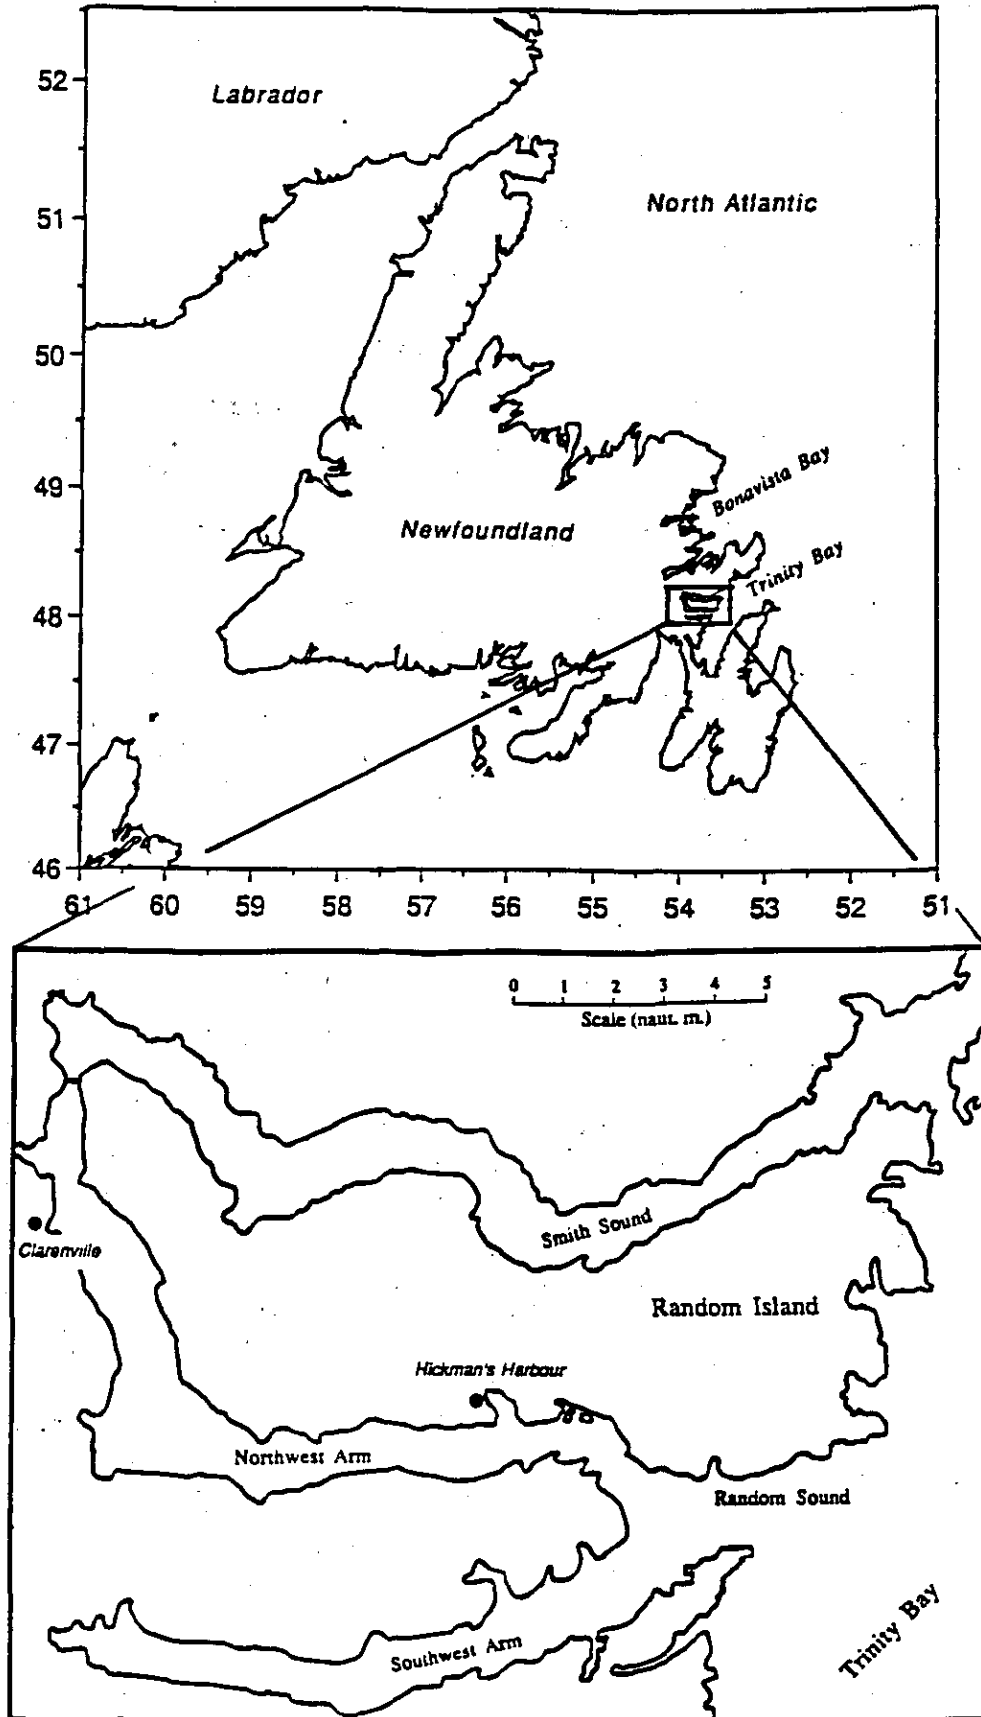 52
Labrador
51
North Atlantic
50
49
Bonavista Bay
Newfoundland
Trinity Bay
48
47
46
61 60 59 58 57 56 55 54 53 52 51
0 1 2 3 4 5
Scale (naut. m.)
Smith Sound
Clarenville
Random Island
Hickman's Harbour
Northwest Arm
Random Sound
Southwest Arm
Trinity Bay